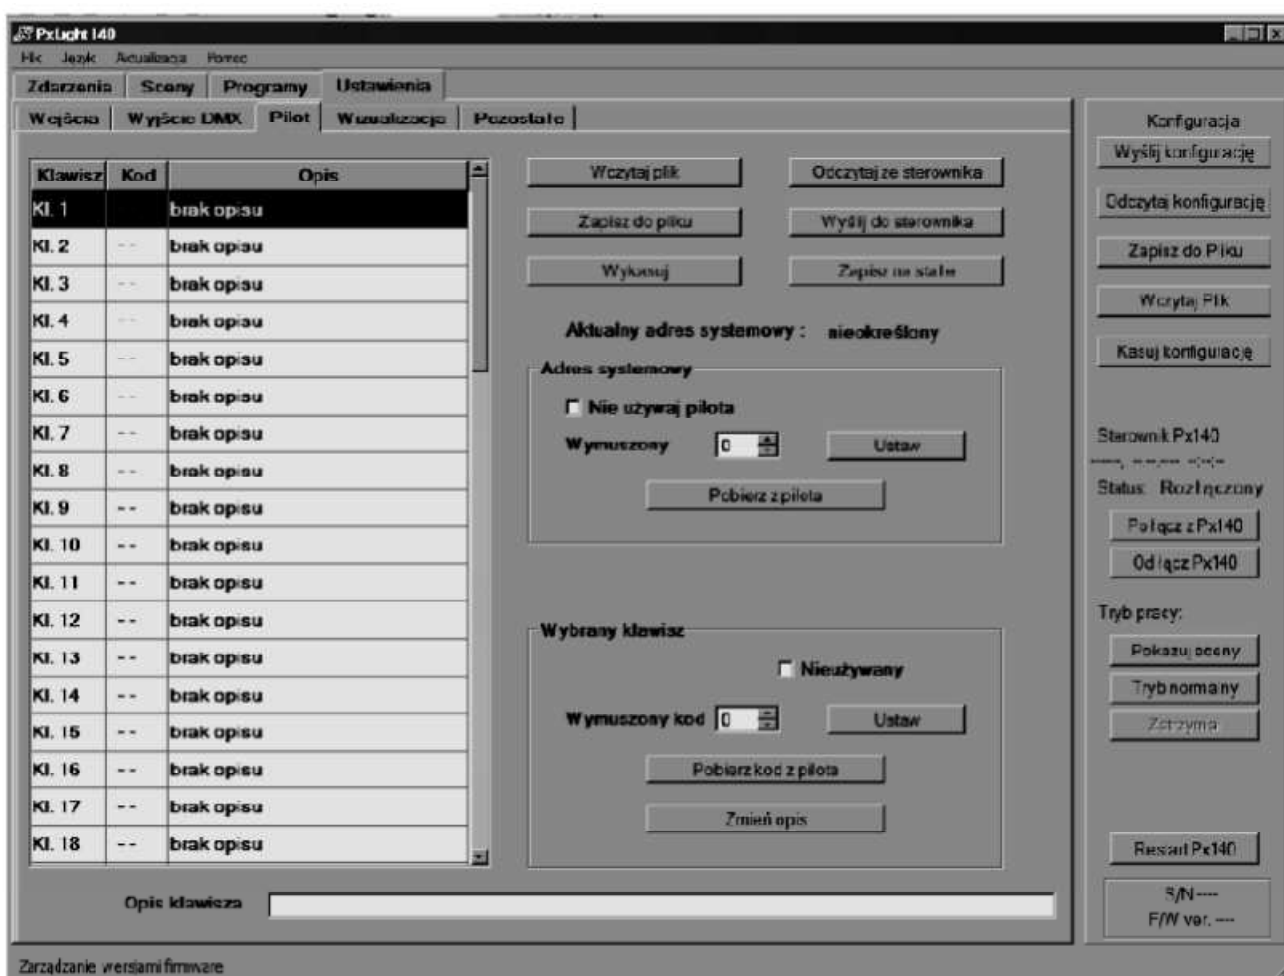 PxLight 140
Plik Język Aktualizacja Pomoc
Zdarzenia Sceny Programy Ustawienia
Wejścia Wyjście DMX Pilot Wizualizacja Pozostałe
Klawisz Kod Opis
Kl. 1 brak opisu
Kl. 2 -- brak opisu
Kl. 3 -- brak opisu
Kl. 4 -- brak opisu
Kl. 5 -- brak opisu
Kl. 6 -- brak opisu
Kl. 7 -- brak opisu
Kl. 8 -- brak opisu
Kl. 9 -- brak opisu
Kl. 10 -- brak opisu
Kl. 11 -- brak opisu
Kl. 12 -- brak opisu
Kl. 13 -- brak opisu
Kl. 14 -- brak opisu
Kl. 15 -- brak opisu
Kl. 16 -- brak opisu
Kl. 17 -- brak opisu
Kl. 18 -- brak opisu
Opis klawisza
Wczytaj plik Odczytaj ze sterownika
Zapisz do pliku Wyślij do sterownika
Wykasuj Zapisz na stałe
Aktualny adres systemowy : nieokreślony
Adres systemowy
Nie używaj pilota
Wymuszony 0 Ustaw
Pobierz z pilota
Wybrany klawisz
Nieużywany
Wymuszony kod 0 Ustaw
Pobierz kod z pilota
Zmień opis
Konfiguracja
Wyślij konfigurację
Odczytaj konfigurację
Zapisz do Pliku
Wczytaj Plik
Kasuj konfigurację
Sterownik Px140
Status: Rozłączony
Połącz z Px140
Odłącz Px140
Tryb pracy:
Pokazuj sceny
Tryb normalny
Restart Px140
S/N ----
F/W ver. ----
Zarządzanie wersjami firmware